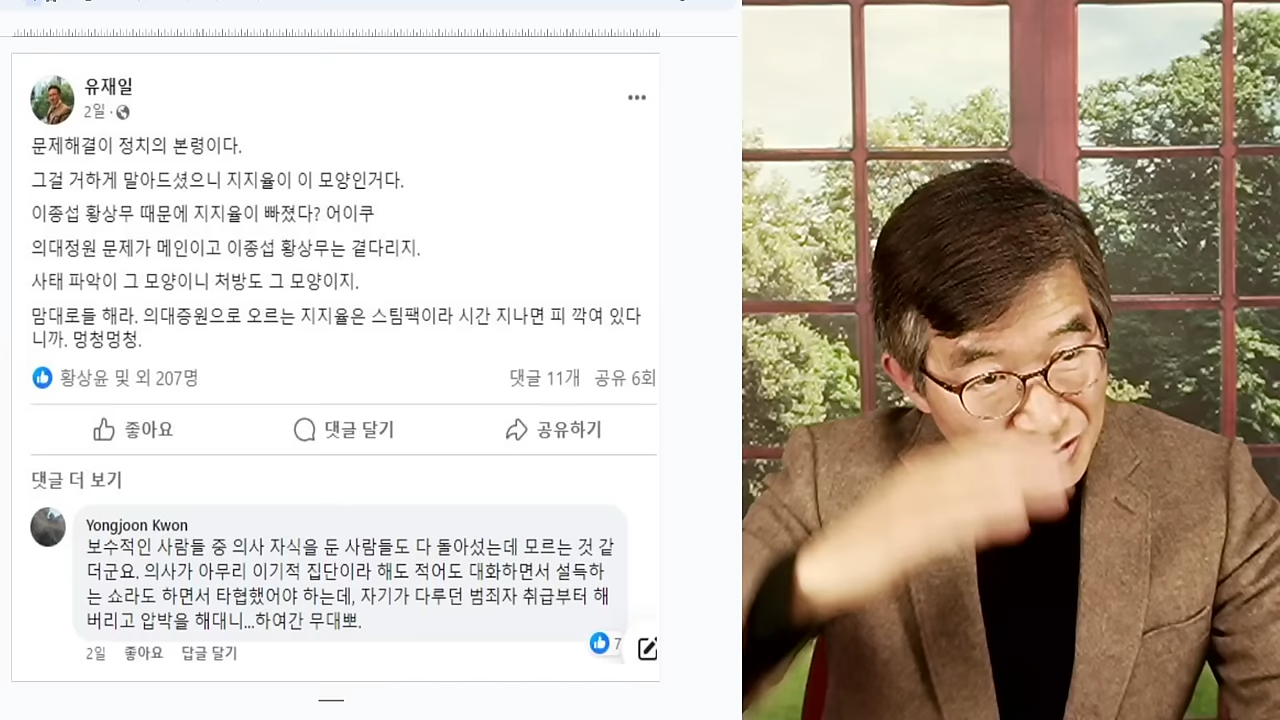 유재일
2일
문제해결이 정치의 본령이다.
그걸 거하게 말아드셨으니 지지율이 이 모양인거다.
이종섭 황상무 때문에 지지율이 빠졌다? 어이쿠
의대정원 문제가 메인이고 이종섭 황상무는 곁다리지.
사태 파악이 그 모양이니 처방도 그 모양이지.
맘대로들 해라. 의대증원으로 오르는 지지율은 스팀팩이라 시간 지나면 피 깍여 있다
니까. 멍청멍청.
황상윤 및 외 207명 댓글 11개 공유 6회
좋아요 댓글 달기 공유하기
댓글 더 보기
Yongjoon Kwon
보수적인 사람들 중 의사 자식을 둔 사람들도 다 돌아섰는데 모르는 것 같
더군요. 의사가 아무리 이기적 집단이라 해도 적어도 대화하면서 설득하
는 쇼라도 하면서 타협했어야 하는데, 자기가 다루던 범죄자 취급부터 해
버리고 압박을 해대니...하여간 무대뽀.
7
2일 좋아요 답글 달기